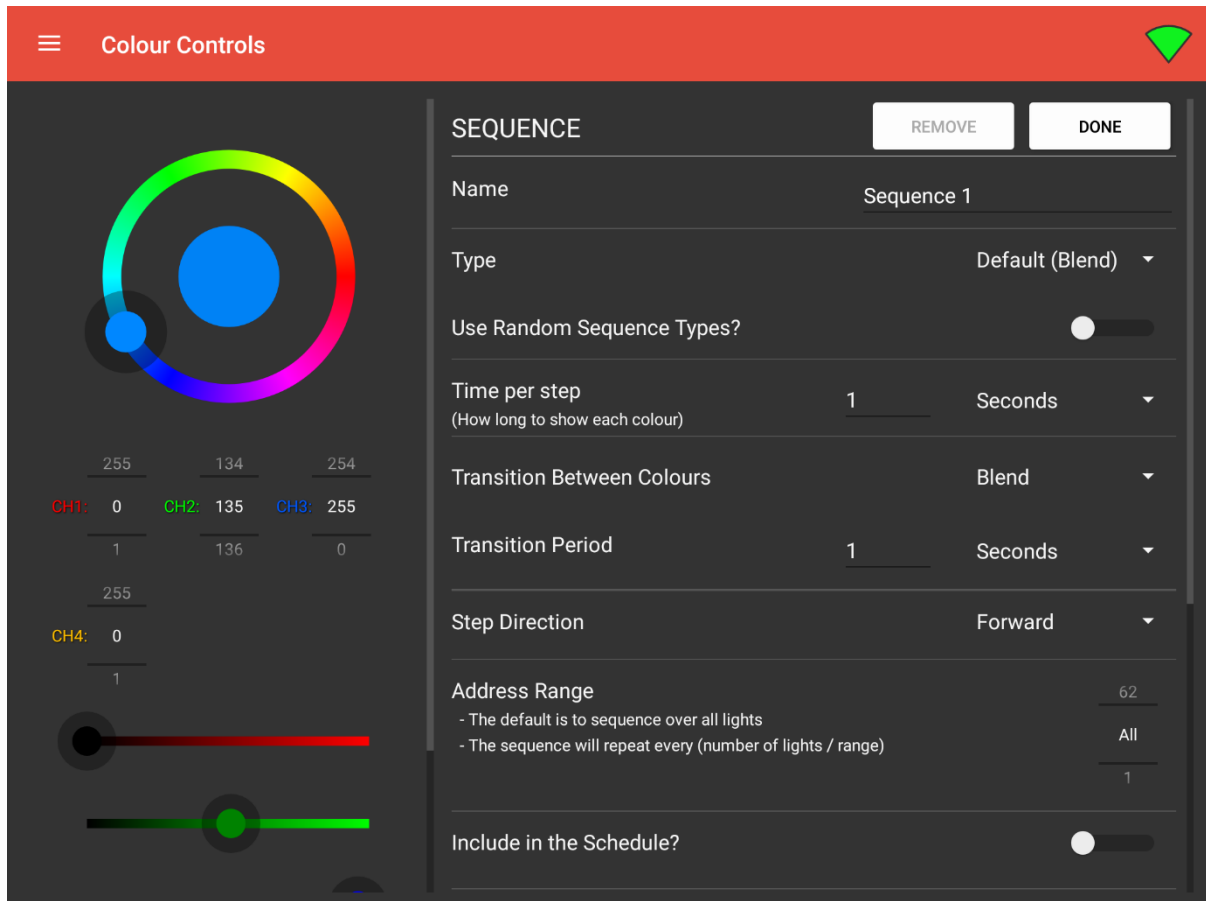 Colour Controls
SEQUENCE
REMOVE
DONE
Name
Sequence 1
Type
Default (Blend)
Use Random Sequence Types?
Time per step
(How long to show each colour)
1
Seconds
Transition Between Colours
Blend
Transition Period
1
Seconds
Step Direction
Forward
Address Range
- The default is to sequence over all lights
- The sequence will repeat every (number of lights / range)
62
All
1
Include in the Schedule?
255 134 254
CH1: 0 CH2: 135 CH3: 255
1 136 0
255
CH4: 0
1